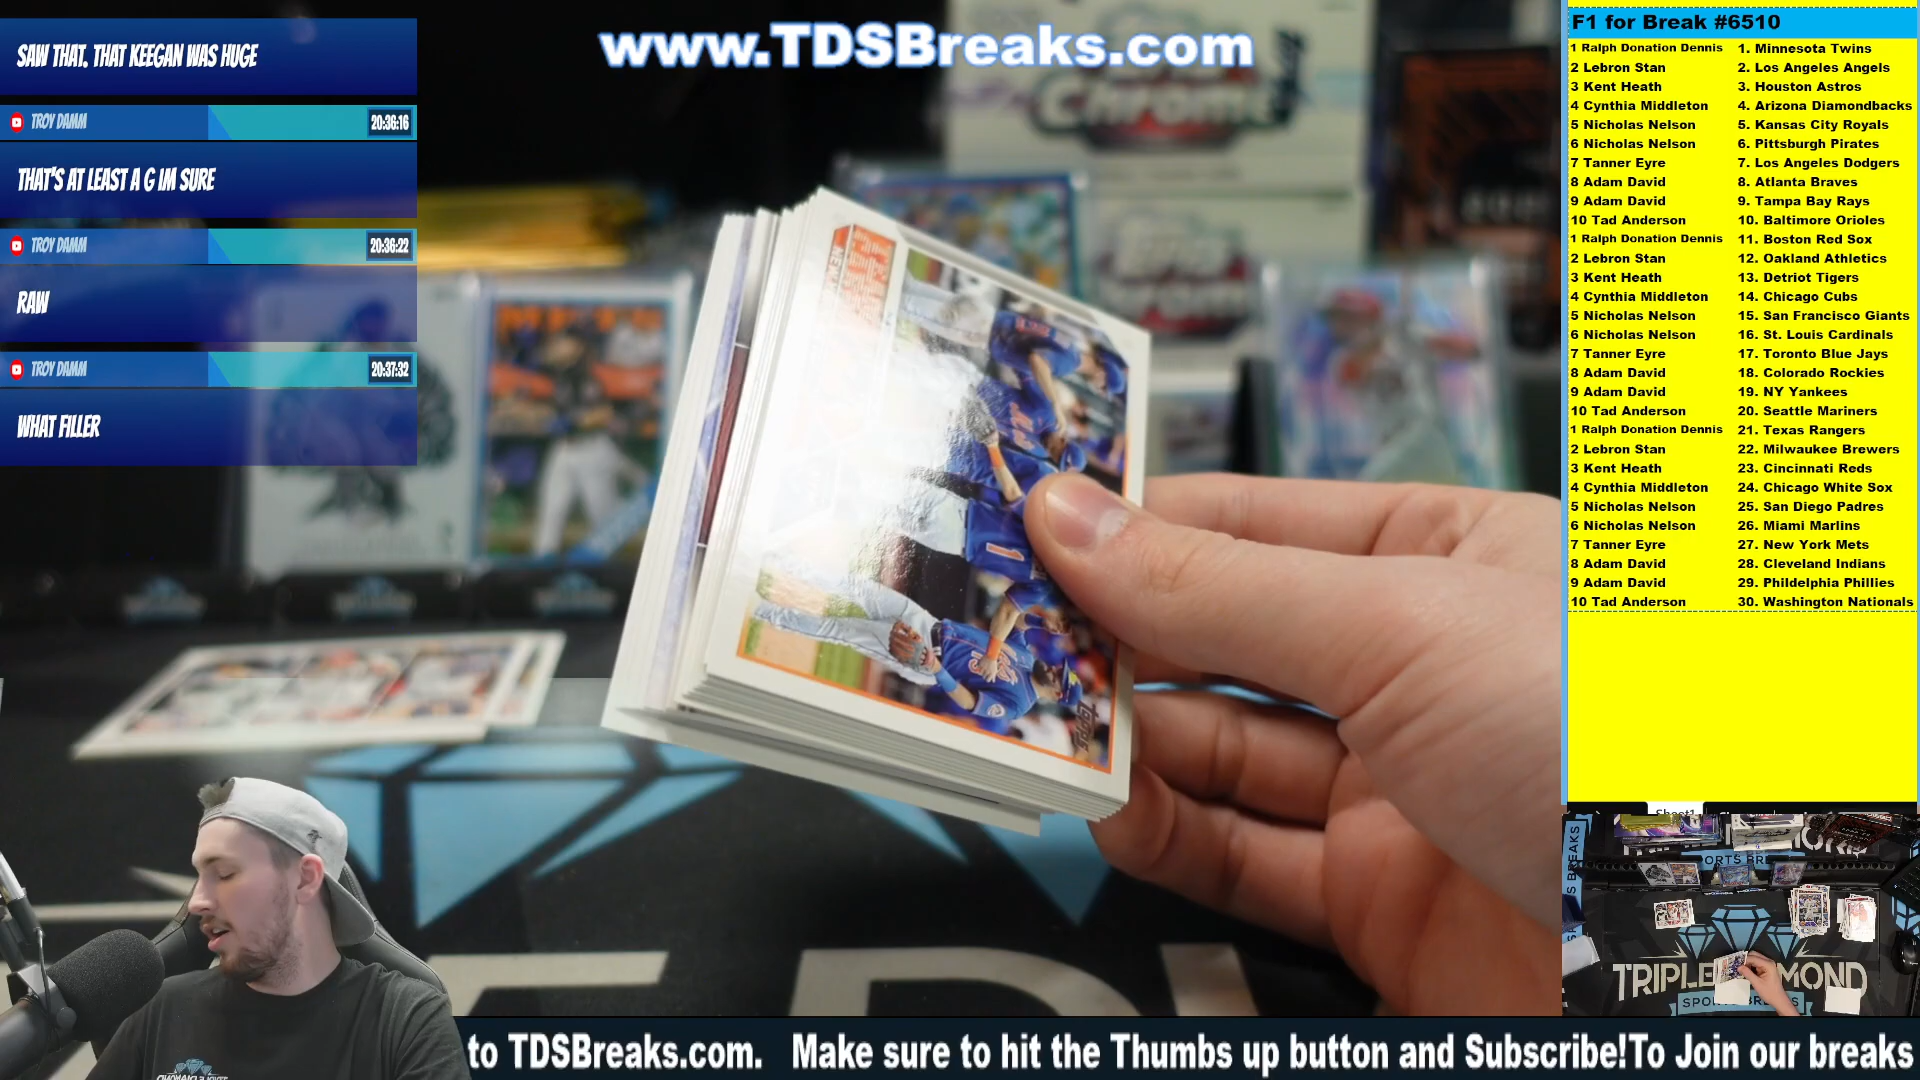 SAW THAT. THAT KEEGAN WAS HUGE
TROY DAMM 20:36:16
THAT'S AT LEAST A G IM SURE
TROY DAMM 20:36:22
RAW
TROY DAMM 20:37:32
WHAT FILLER
www.TDSBreaks.com
Chrome
Topps
F1 for Break #6510
1 Ralph Donation Dennis 1. Minnesota Twins
2 Lebron Stan 2. Los Angeles Angels
3 Kent Heath 3. Houston Astros
4 Cynthia Middleton 4. Arizona Diamondbacks
5 Nicholas Nelson 5. Kansas City Royals
6 Nicholas Nelson 6. Pittsburgh Pirates
7 Tanner Eyre 7. Los Angeles Dodgers
8 Adam David 8. Atlanta Braves
9 Adam David 9. Tampa Bay Rays
10 Tad Anderson 10. Baltimore Orioles
1 Ralph Donation Dennis 11. Boston Red Sox
2 Lebron Stan 12. Oakland Athletics
3 Kent Heath 13. Detriot Tigers
4 Cynthia Middleton 14. Chicago Cubs
5 Nicholas Nelson 15. San Francisco Giants
6 Nicholas Nelson 16. St. Louis Cardinals
7 Tanner Eyre 17. Toronto Blue Jays
8 Adam David 18. Colorado Rockies
9 Adam David 19. NY Yankees
10 Tad Anderson 20. Seattle Mariners
1 Ralph Donation Dennis 21. Texas Rangers
2 Lebron Stan 22. Milwaukee Brewers
3 Kent Heath 23. Cincinnati Reds
4 Cynthia Middleton 24. Chicago White Sox
5 Nicholas Nelson 25. San Diego Padres
6 Nicholas Nelson 26. Miami Marlins
7 Tanner Eyre 27. New York Mets
8 Adam David 28. Cleveland Indians
9 Adam David 29. Phildelphia Phillies
10 Tad Anderson 30. Washington Nationals
Sheet1
TRIPLE DIAMOND
SPORTS BREAKS
to TDSBreaks.com. Make sure to hit the Thumbs up button and Subscribe!To Join our breaks